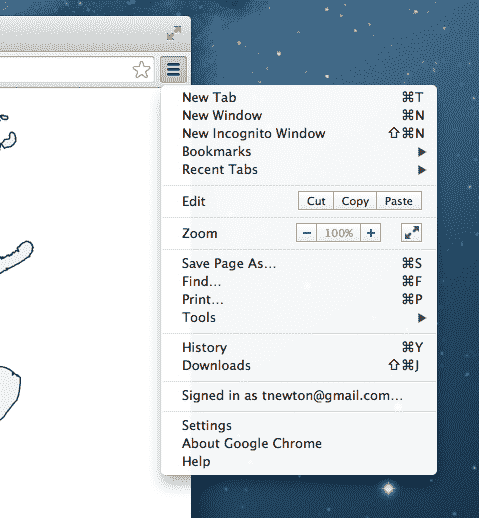 New Tab ⌘T
New Window ⌘N
New Incognito Window ⇧⌘N
Bookmarks ▶
Recent Tabs ▶
Edit Cut Copy Paste
Zoom − 100% +
Save Page As... ⌘S
Find... ⌘F
Print... ⌘P
Tools ▶
History ⌘Y
Downloads ⇧⌘J
Signed in as tnewton@gmail.com...
Settings
About Google Chrome
Help